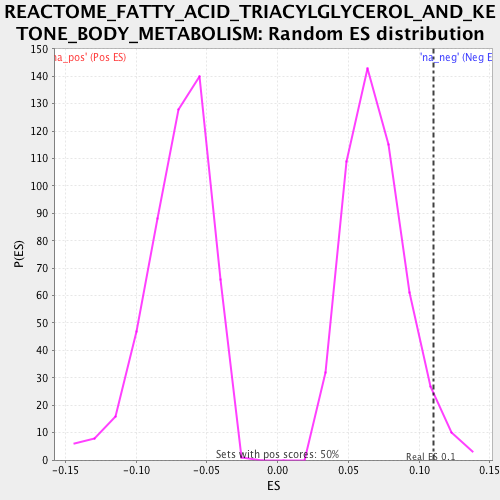 REACTOME_FATTY_ACID_TRIACYLGLYCEROL_AND_KE
TONE_BODY_METABOLISM: Random ES distribution
na_pos' (Pos ES)
'na_neg' (Neg E
150
140
130
120
110
100
90
80
70
60
50
40
30
20
10
0
P(ES)
Sets with pos scores: 50%
Real ES 0.1
-0.15 -0.10 -0.05 0.00 0.05 0.10 0.15
ES